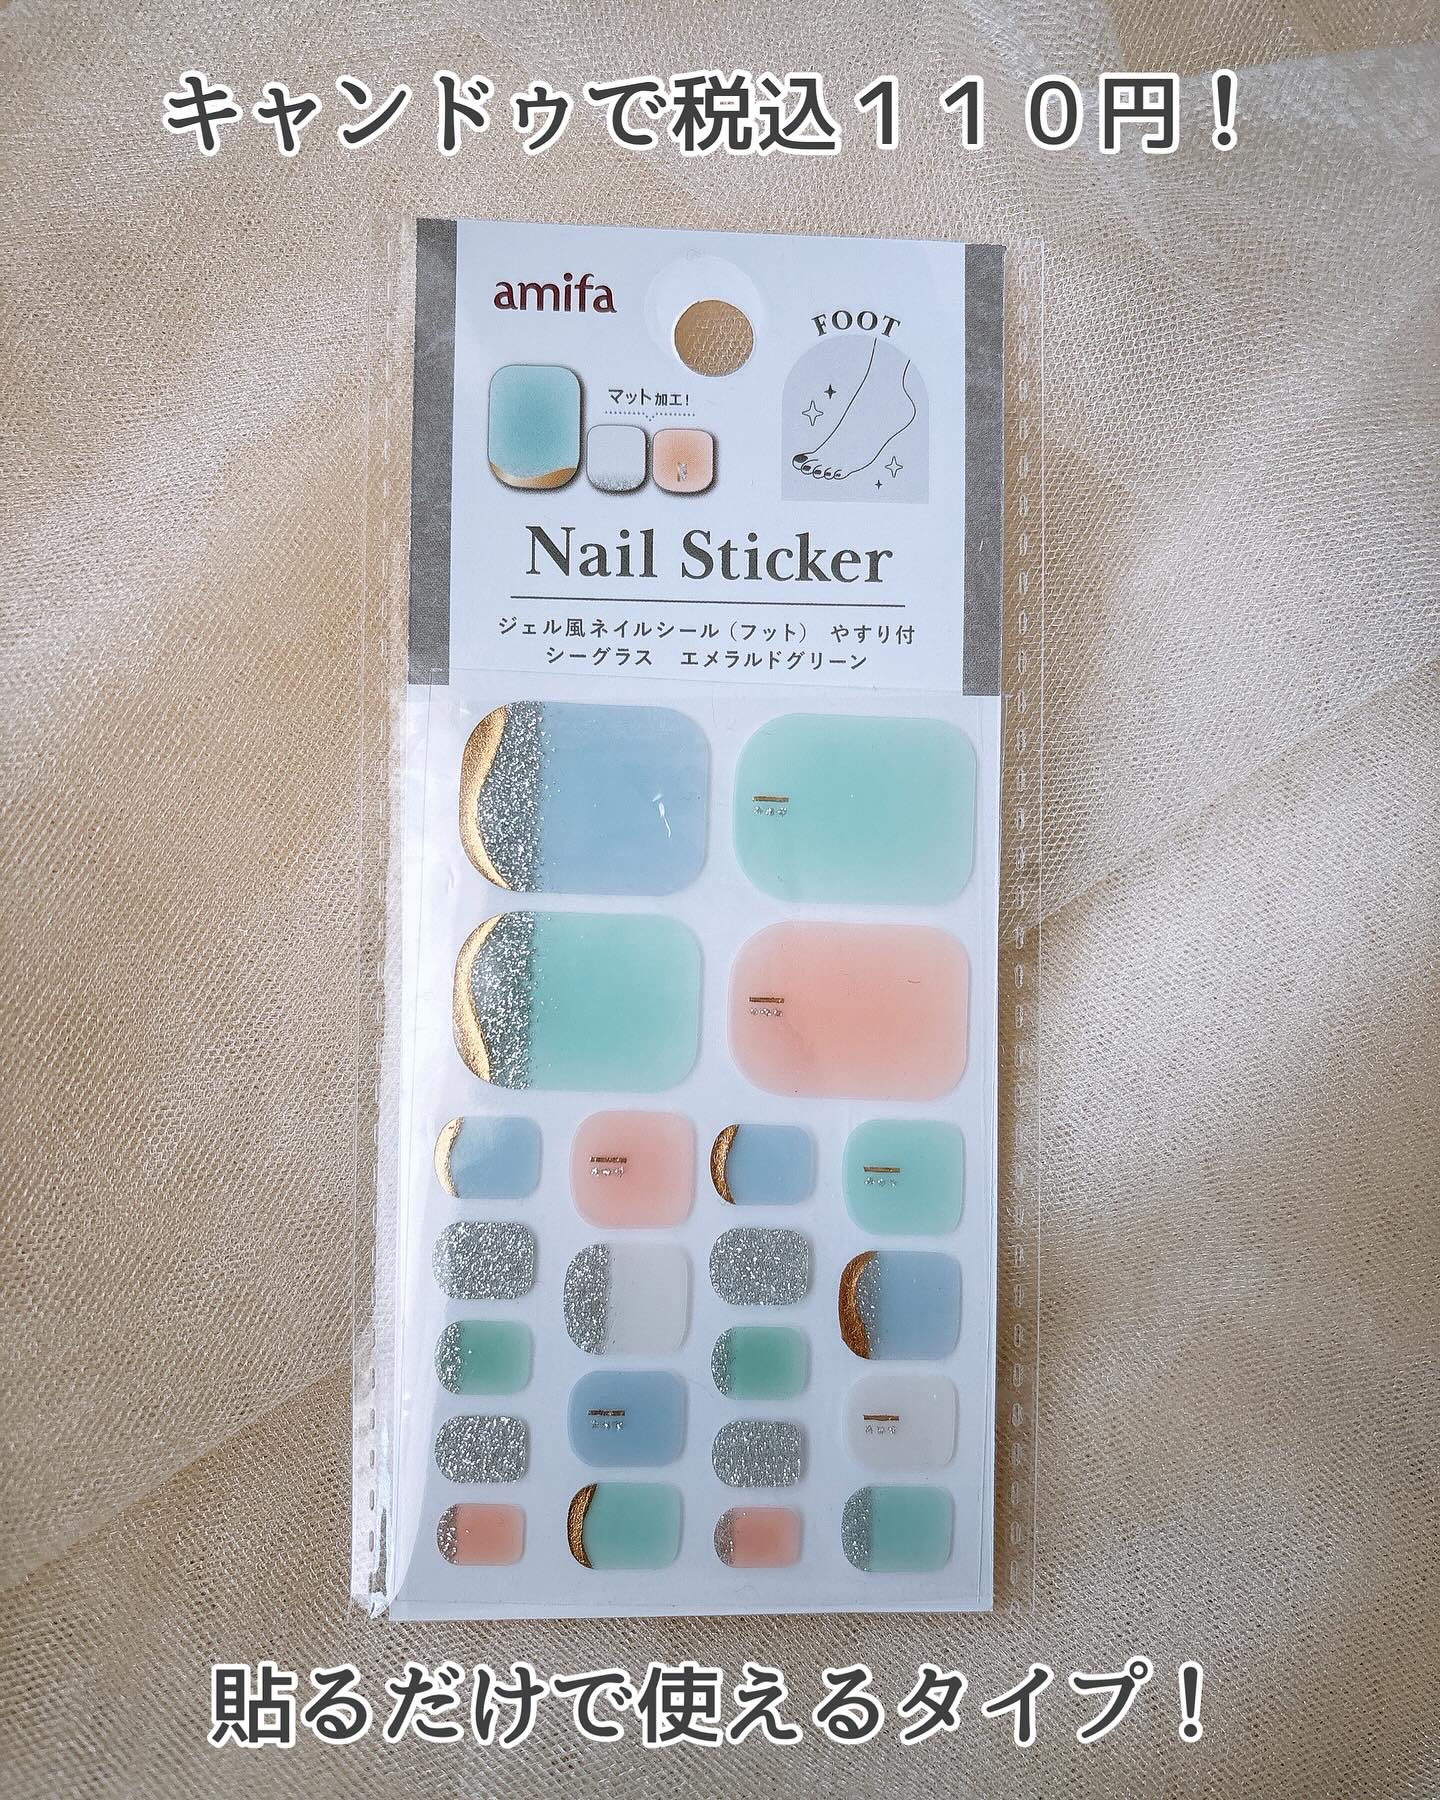 キャンドゥで税込１１０円！
amifa
FOOT
マット加工!
Nail Sticker
ジェル風ネイルシール（フット） やすり付
シーグラス エメラルドグリーン
貼るだけで使えるタイプ！